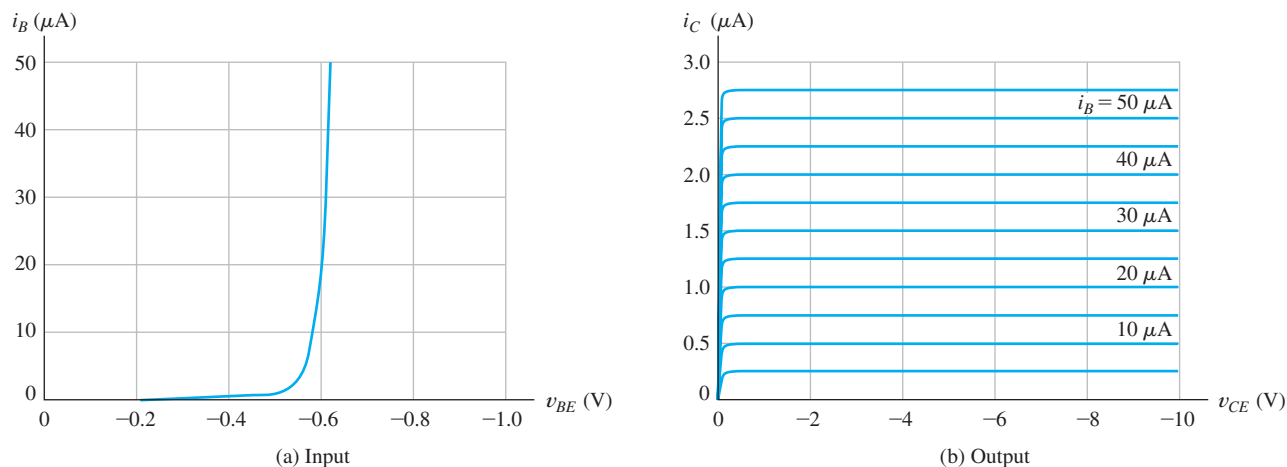 i_B (μA)
50
40
30
20
10
0
0
−0.2
−0.4
−0.6
−0.8
−1.0
v_BE (V)
(a) Input
i_C (μA)
3.0
2.5
2.0
1.5
1.0
0.5
0
0
−2
−4
−6
−8
−10
v_CE (V)
i_B = 50 μA
40 μA
30 μA
20 μA
10 μA
(b) Output